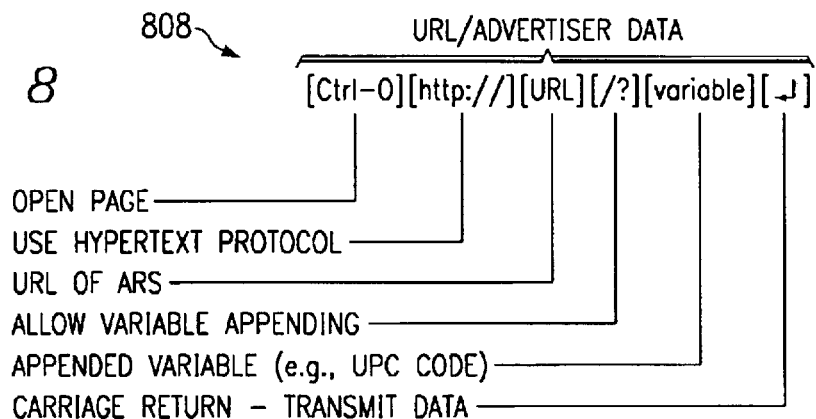 808
URL/ADVERTISER DATA
8
[Ctrl-O][http://][URL][/?][variable][↵]
OPEN PAGE
USE HYPERTEXT PROTOCOL
URL OF ARS
ALLOW VARIABLE APPENDING
APPENDED VARIABLE (e.g., UPC CODE)
CARRIAGE RETURN - TRANSMIT DATA